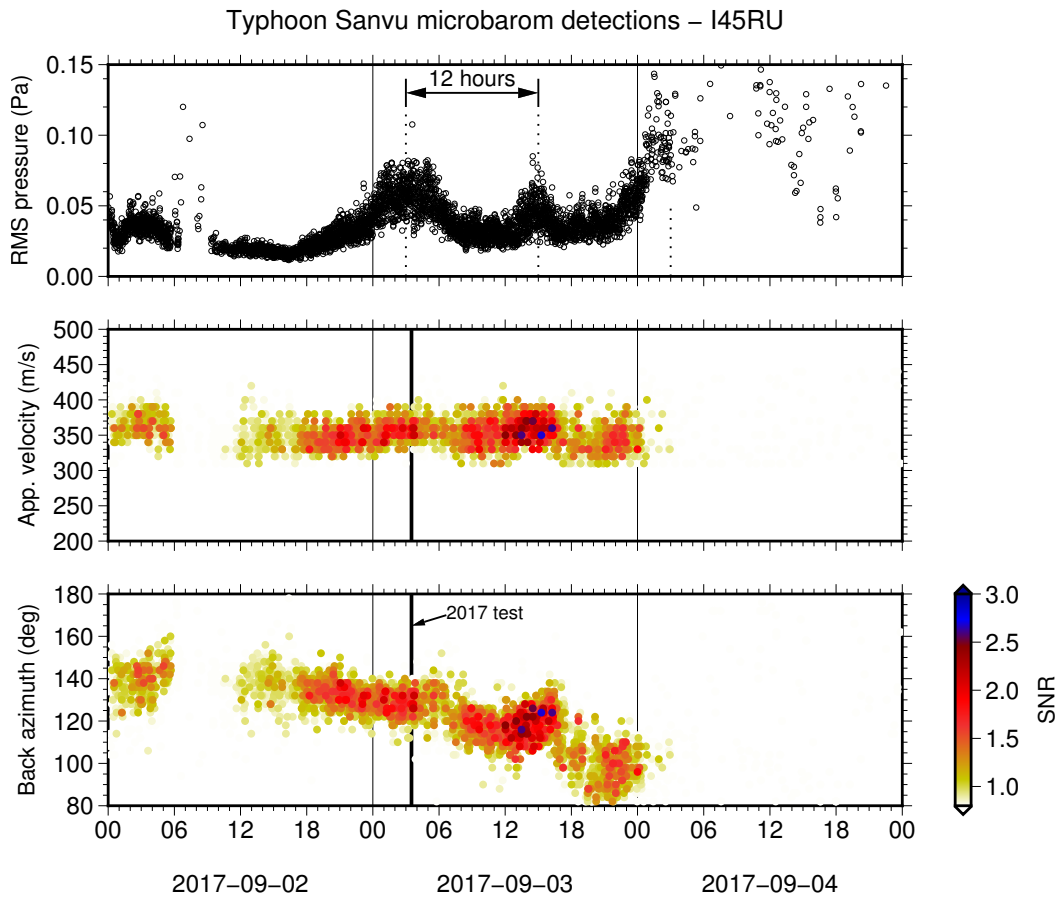 Typhoon Sanvu microbarom detections − I45RU
RMS pressure (Pa)
0.15
0.10
0.05
0.00
12 hours
App. velocity (m/s)
500
450
400
350
300
250
200
Back azimuth (deg)
180
160
140
120
100
80
2017 test
00 06 12 18 00 06 12 18 00 06 12 18 00
2017−09−02 2017−09−03 2017−09−04
3.0
2.5
2.0
1.5
1.0
SNR